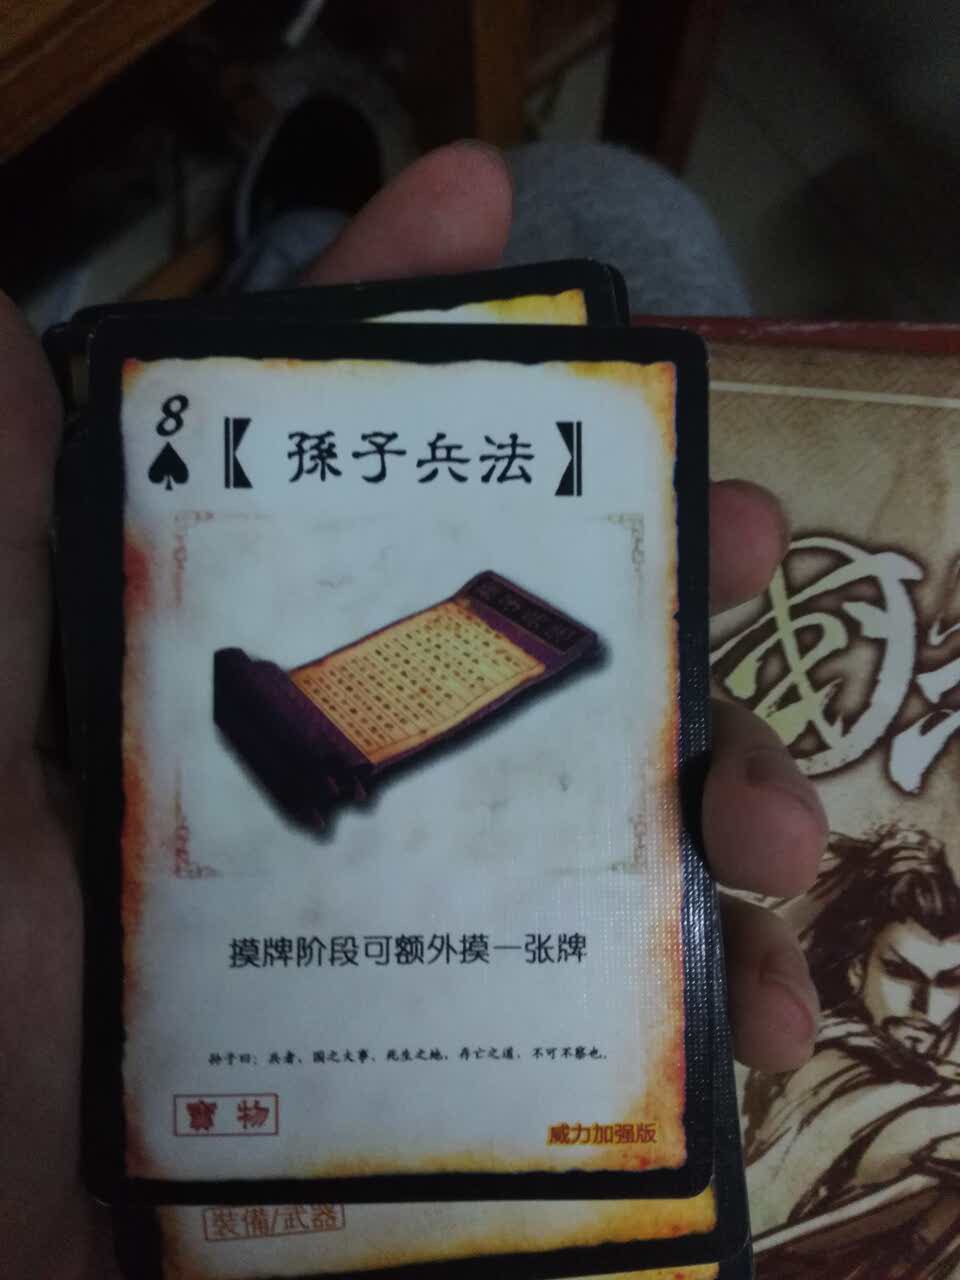 8
【孫子兵法】
摸牌阶段可额外摸一张牌
孙子曰：兵者，国之大事，死生之地，存亡之道，不可不察也。
寶物
威力加强版
裝備/武器